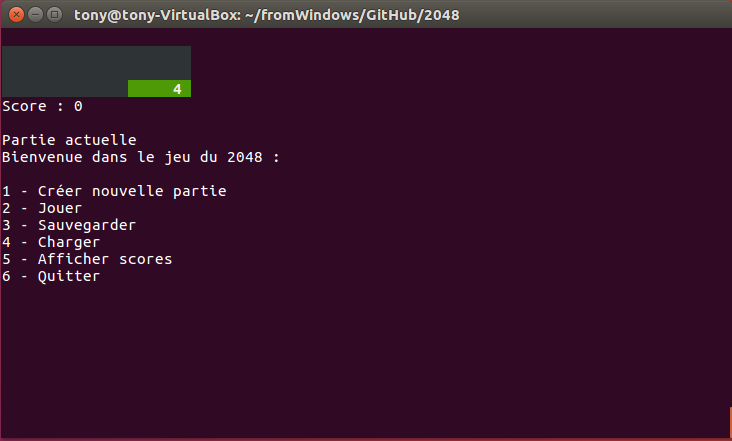 tony@tony-VirtualBox: ~/fromWindows/GitHub/2048
4
Score : 0
Partie actuelle
Bienvenue dans le jeu du 2048 :
1 - Créer nouvelle partie
2 - Jouer
3 - Sauvegarder
4 - Charger
5 - Afficher scores
6 - Quitter